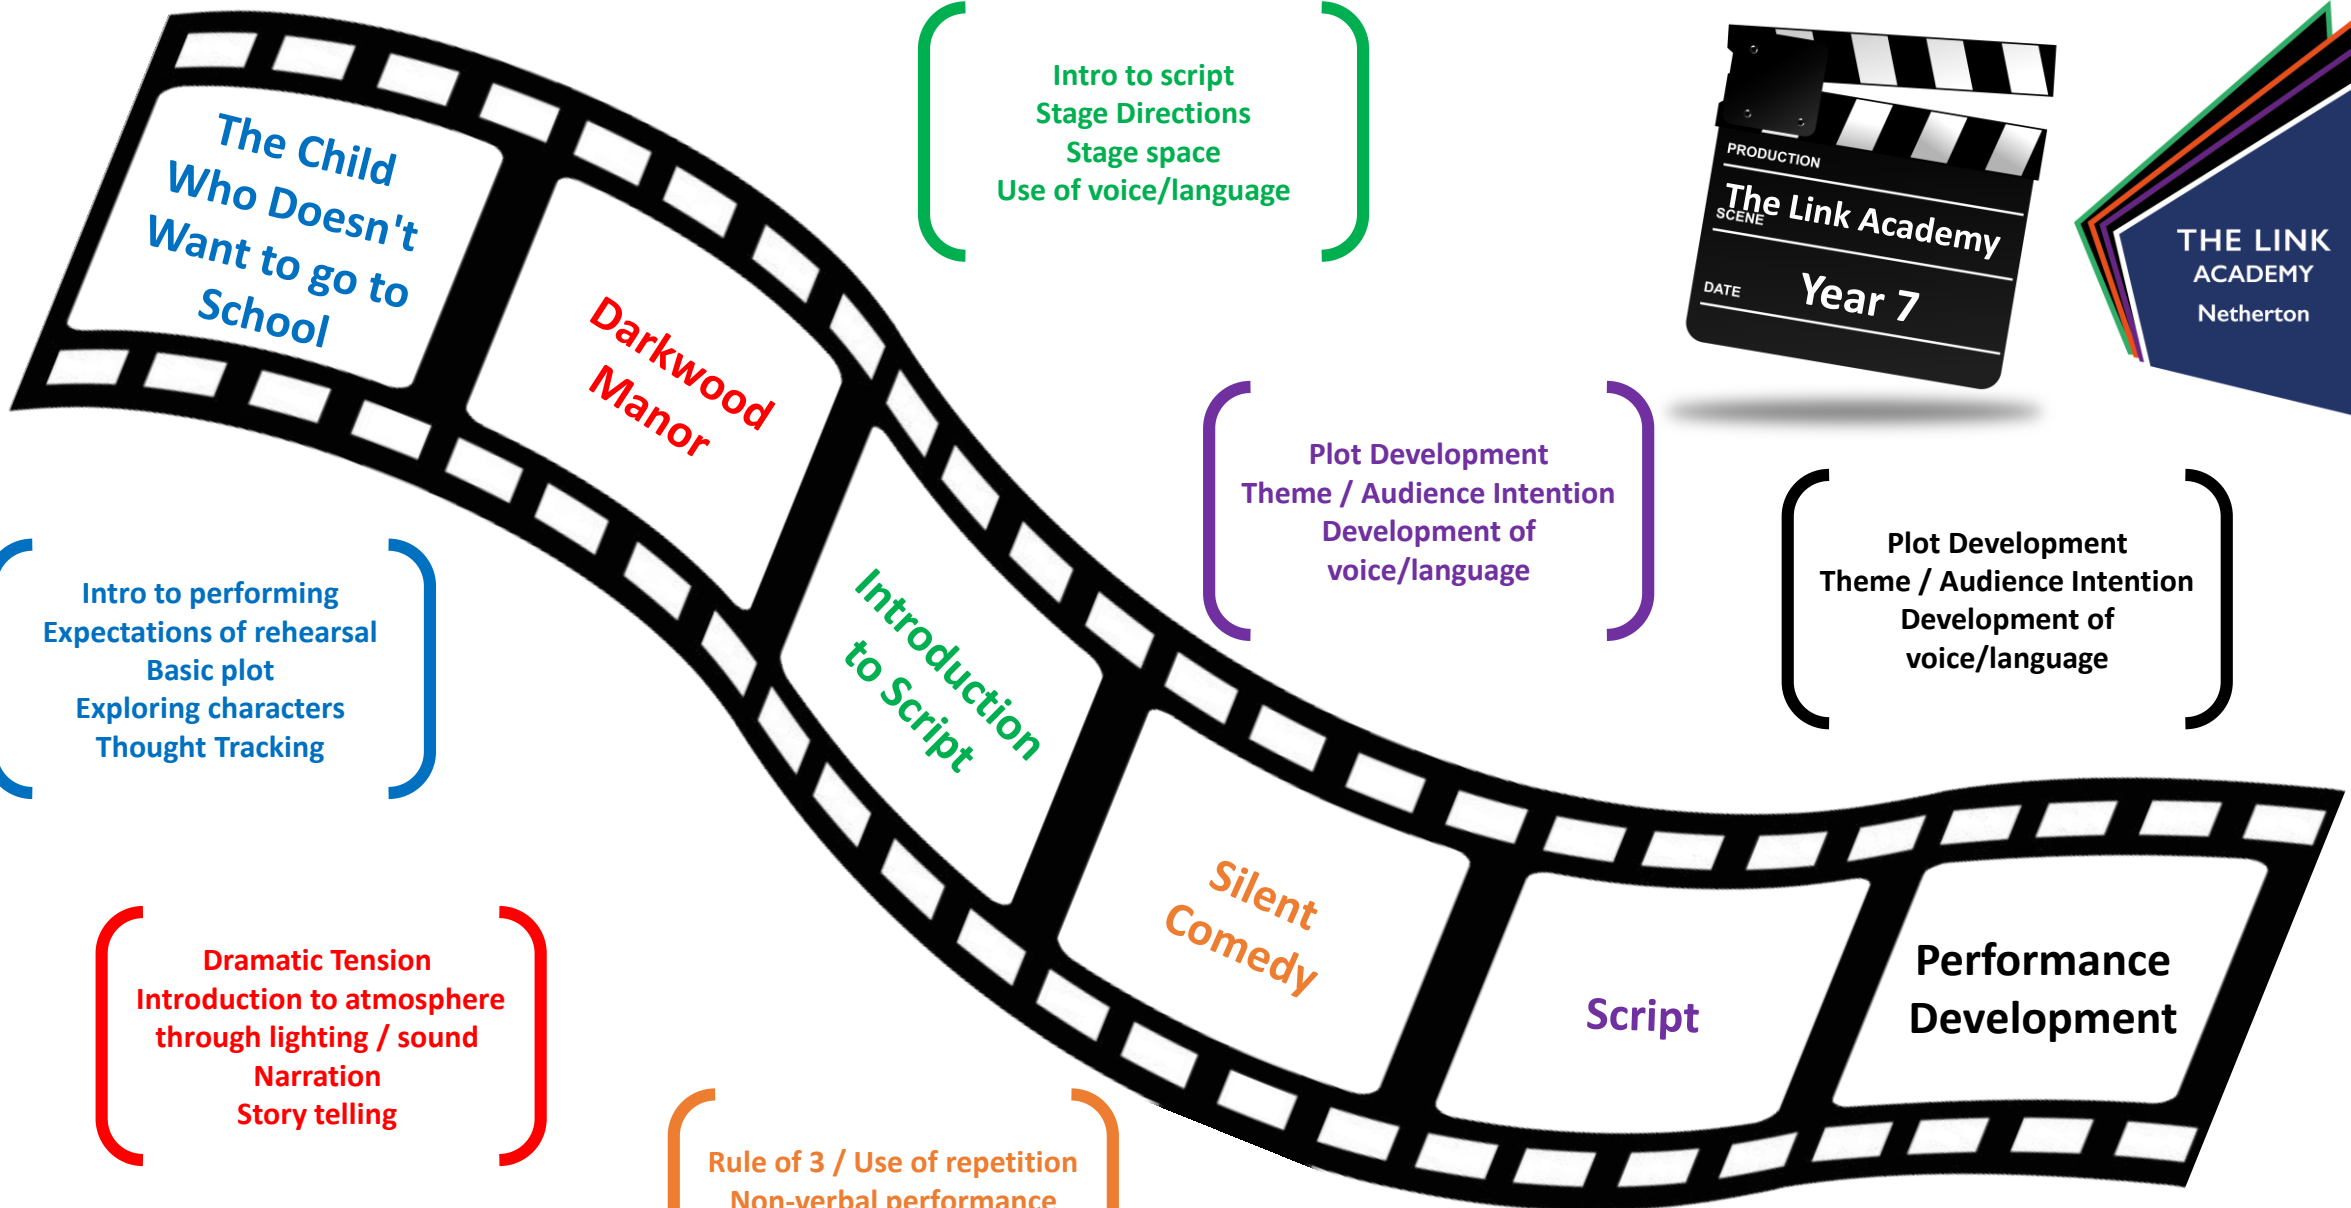 The Child
Who Doesn't
Want to go to
School
Darkwood
Manor
Introduction
to Script
Silent
Comedy
Script
Performance
Development
Intro to script
Stage Directions
Stage space
Use of voice/language
PRODUCTION
The Link Academy
SCENE
Year 7
DATE
THE LINK
ACADEMY
Netherton
Plot Development
Theme / Audience Intention
Development of
voice/language
Plot Development
Theme / Audience Intention
Development of
voice/language
Intro to performing
Expectations of rehearsal
Basic plot
Exploring characters
Thought Tracking
Dramatic Tension
Introduction to atmosphere
through lighting / sound
Narration
Story telling
Rule of 3 / Use of repetition
Non-verbal performance